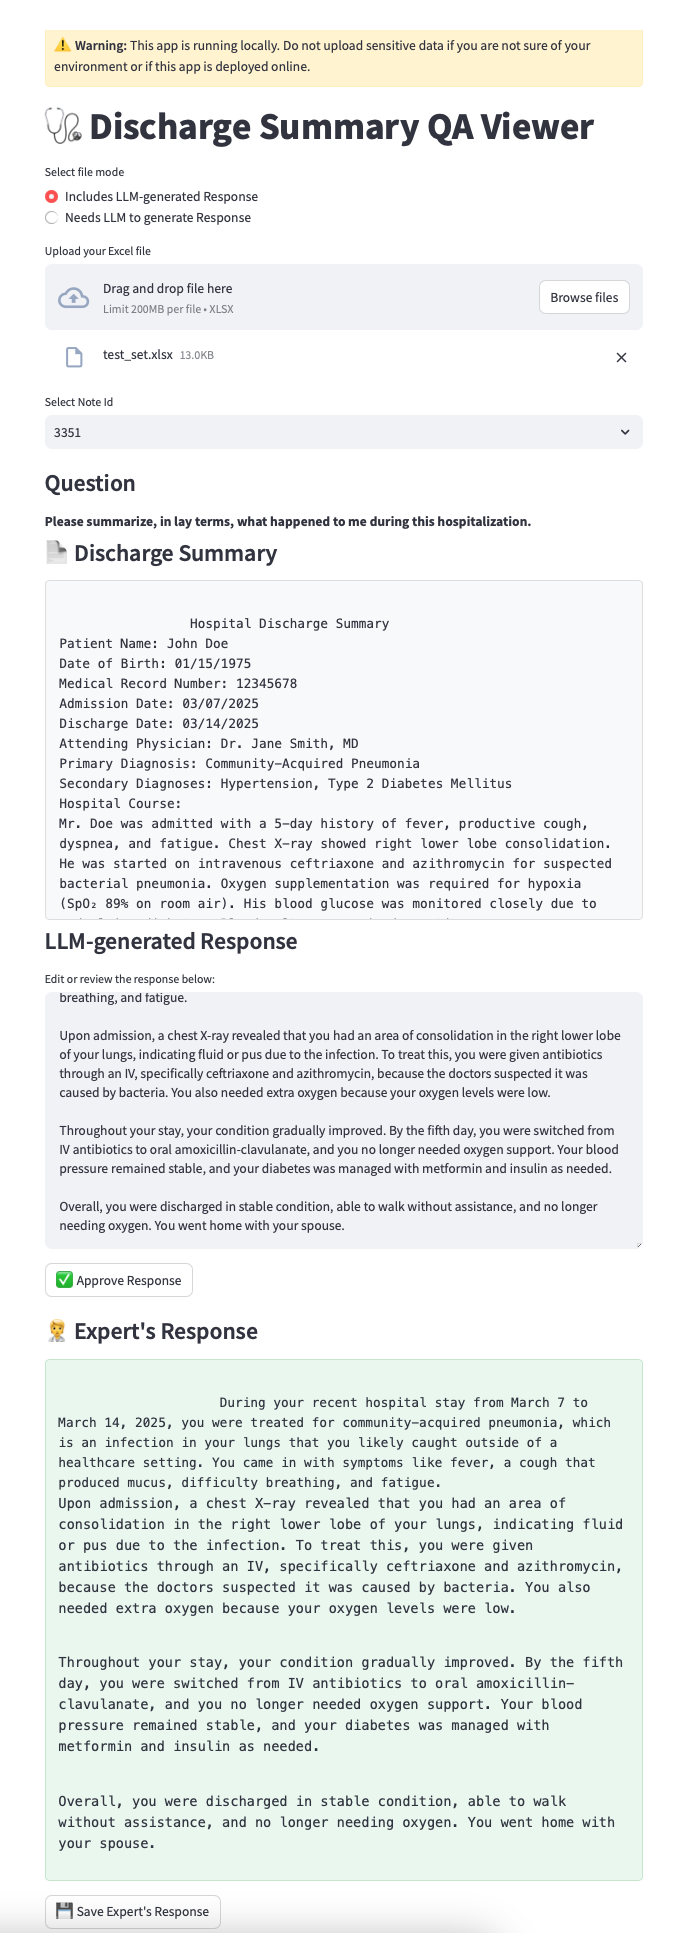 ⚠️ Warning: This app is running locally. Do not upload sensitive data if you are not sure of your
environment or if this app is deployed online.
🩺 Discharge Summary QA Viewer
Select file mode
Includes LLM-generated Response
Needs LLM to generate Response
Upload your Excel file
Drag and drop file here
Limit 200MB per file • XLSX
Browse files
test_set.xlsx 13.0KB
Select Note Id
3351
Question
Please summarize, in lay terms, what happened to me during this hospitalization.
Discharge Summary
Hospital Discharge Summary
Patient Name: John Doe
Date of Birth: 01/15/1975
Medical Record Number: 12345678
Admission Date: 03/07/2025
Discharge Date: 03/14/2025
Attending Physician: Dr. Jane Smith, MD
Primary Diagnosis: Community-Acquired Pneumonia
Secondary Diagnoses: Hypertension, Type 2 Diabetes Mellitus
Hospital Course:
Mr. Doe was admitted with a 5-day history of fever, productive cough,
dyspnea, and fatigue. Chest X-ray showed right lower lobe consolidation.
He was started on intravenous ceftriaxone and azithromycin for suspected
bacterial pneumonia. Oxygen supplementation was required for hypoxia
(SpO₂ 89% on room air). His blood glucose was monitored closely due to
LLM-generated Response
Edit or review the response below:
breathing, and fatigue.
Upon admission, a chest X-ray revealed that you had an area of consolidation in the right lower lobe
of your lungs, indicating fluid or pus due to the infection. To treat this, you were given antibiotics
through an IV, specifically ceftriaxone and azithromycin, because the doctors suspected it was
caused by bacteria. You also needed extra oxygen because your oxygen levels were low.
Throughout your stay, your condition gradually improved. By the fifth day, you were switched from
IV antibiotics to oral amoxicillin-clavulanate, and you no longer needed oxygen support. Your blood
pressure remained stable, and your diabetes was managed with metformin and insulin as needed.
Overall, you were discharged in stable condition, able to walk without assistance, and no longer
needing oxygen. You went home with your spouse.
✅ Approve Response
Expert's Response
During your recent hospital stay from March 7 to
March 14, 2025, you were treated for community-acquired pneumonia, which
is an infection in your lungs that you likely caught outside of a
healthcare setting. You came in with symptoms like fever, a cough that
produced mucus, difficulty breathing, and fatigue.
Upon admission, a chest X-ray revealed that you had an area of
consolidation in the right lower lobe of your lungs, indicating fluid
or pus due to the infection. To treat this, you were given
antibiotics through an IV, specifically ceftriaxone and azithromycin,
because the doctors suspected it was caused by bacteria. You also
needed extra oxygen because your oxygen levels were low.
Throughout your stay, your condition gradually improved. By the fifth
day, you were switched from IV antibiotics to oral amoxicillin-
clavulanate, and you no longer needed oxygen support. Your blood
pressure remained stable, and your diabetes was managed with
metformin and insulin as needed.
Overall, you were discharged in stable condition, able to walk
without assistance, and no longer needing oxygen. You went home with
your spouse.
💾 Save Expert's Response